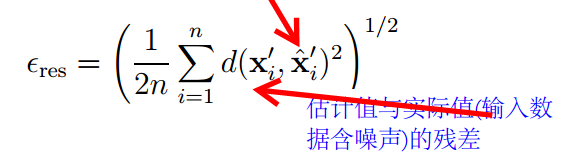 ϵ_res = ( 1/2n ∑_{i=1}^{n} d(x′_i, x̂′_i)² )^{1/2}
估计值与实际值(输入数
据含噪声)的残差